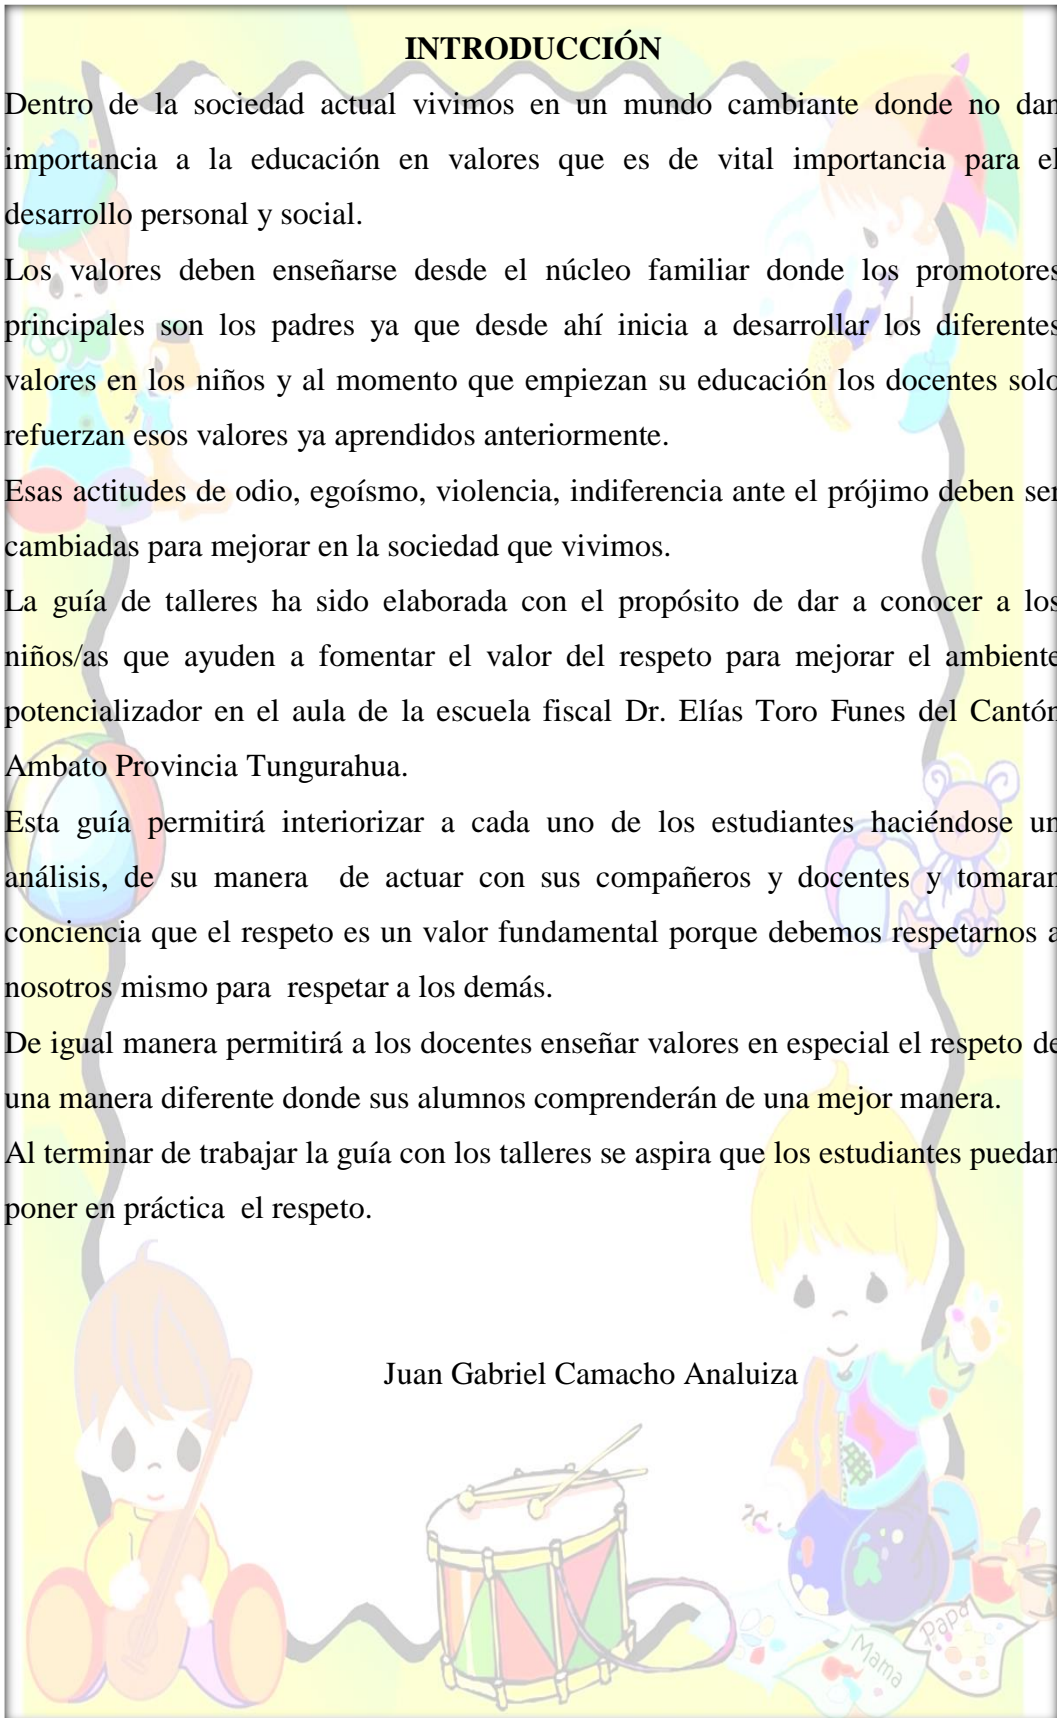 INTRODUCCIÓN
Dentro de la sociedad actual vivimos en un mundo cambiante donde no dan
importancia a la educación en valores que es de vital importancia para el
desarrollo personal y social.
Los valores deben enseñarse desde el núcleo familiar donde los promotores
principales son los padres ya que desde ahí inicia a desarrollar los diferentes
valores en los niños y al momento que empiezan su educación los docentes solo
refuerzan esos valores ya aprendidos anteriormente.
Esas actitudes de odio, egoísmo, violencia, indiferencia ante el prójimo deben ser
cambiadas para mejorar en la sociedad que vivimos.
La guía de talleres ha sido elaborada con el propósito de dar a conocer a los
niños/as que ayuden a fomentar el valor del respeto para mejorar el ambiente
potencializador en el aula de la escuela fiscal Dr. Elías Toro Funes del Cantón
Ambato Provincia Tungurahua.
Esta guía permitirá interiorizar a cada uno de los estudiantes haciéndose un
análisis, de su manera de actuar con sus compañeros y docentes y tomaran
conciencia que el respeto es un valor fundamental porque debemos respetarnos a
nosotros mismo para respetar a los demás.
De igual manera permitirá a los docentes enseñar valores en especial el respeto de
una manera diferente donde sus alumnos comprenderán de una mejor manera.
Al terminar de trabajar la guía con los talleres se aspira que los estudiantes puedan
poner en práctica el respeto.
Juan Gabriel Camacho Analuiza
Mama
Papa